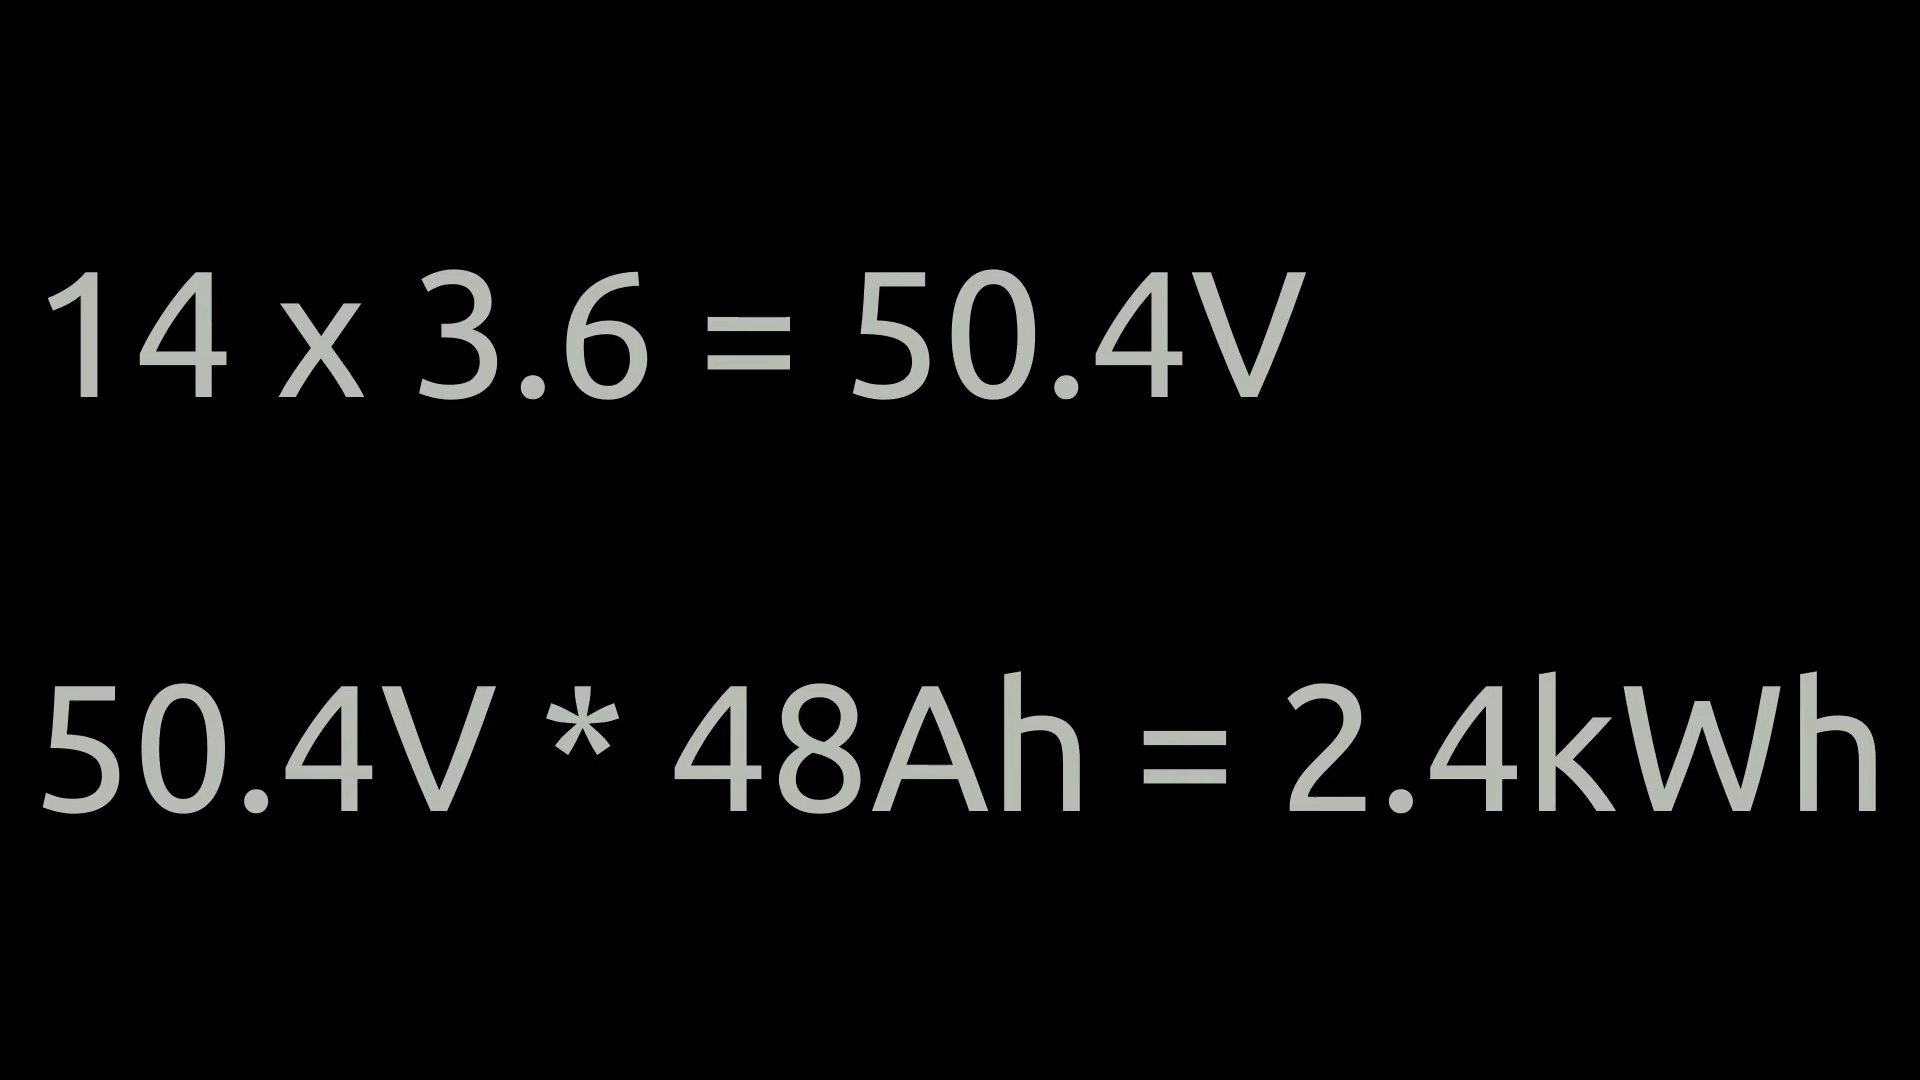 14 x 3.6 = 50.4V
50.4V * 48Ah = 2.4kWh